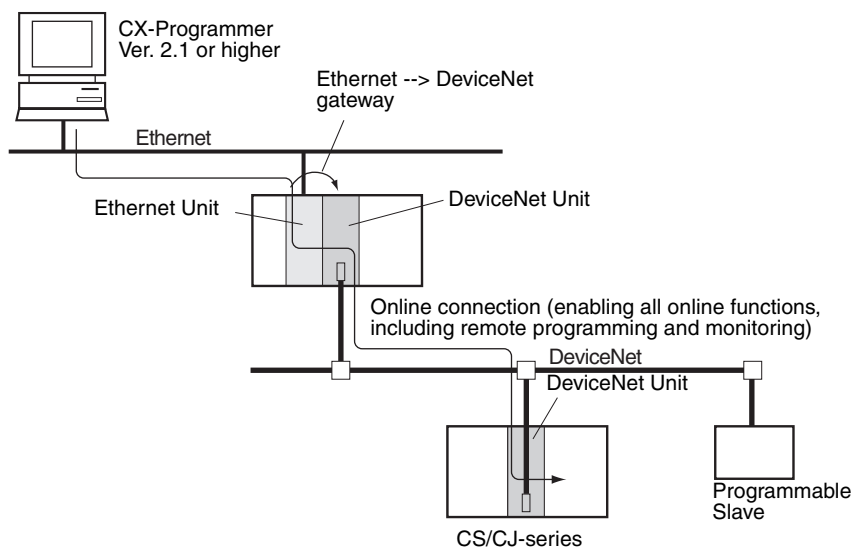 CX-Programmer
Ver. 2.1 or higher
Ethernet --> DeviceNet
gateway
Ethernet
Ethernet Unit
DeviceNet Unit
Online connection (enabling all online functions,
including remote programming and monitoring)
DeviceNet
DeviceNet Unit
Programmable
Slave
CS/CJ-series